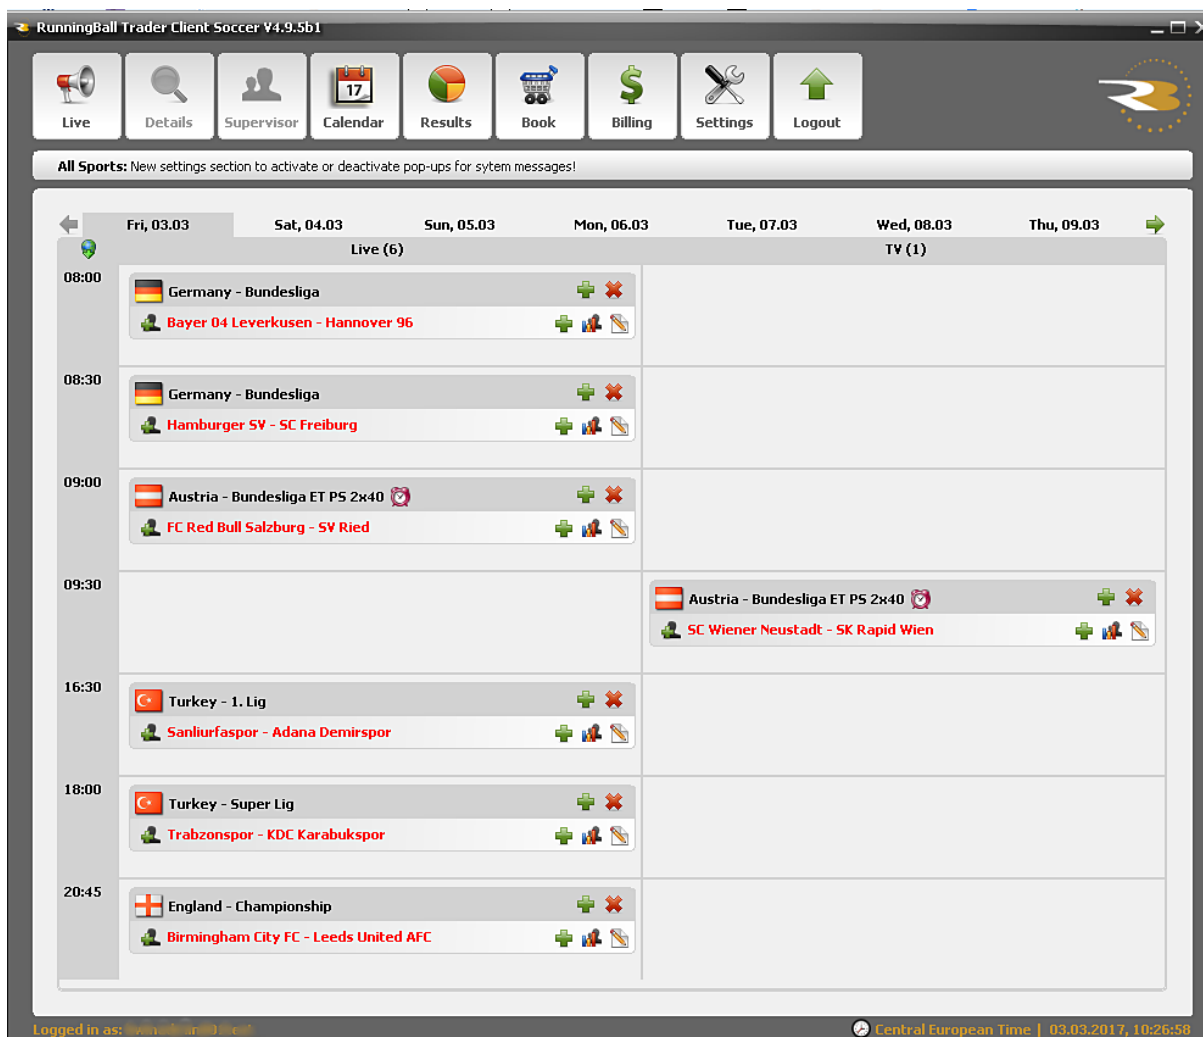 RunningBall Trader Client Soccer V4.9.5b1
Live Details Supervisor Calendar Results Book Billing Settings Logout
17
All Sports: New settings section to activate or deactivate pop-ups for sytem messages!
Fri, 03.03 Sat, 04.03 Sun, 05.03 Mon, 06.03 Tue, 07.03 Wed, 08.03 Thu, 09.03
Live (6) TV (1)
08:00
Germany - Bundesliga
Bayer 04 Leverkusen - Hannover 96
08:30
Germany - Bundesliga
Hamburger SV - SC Freiburg
09:00
Austria - Bundesliga ET PS 2x40
FC Red Bull Salzburg - SV Ried
09:30
Austria - Bundesliga ET PS 2x40
SC Wiener Neustadt - SK Rapid Wien
16:30
Turkey - 1. Lig
Sanliurfaspor - Adana Demirspor
18:00
Turkey - Super Lig
Trabzonspor - KDC Karabukspor
20:45
England - Championship
Birmingham City FC - Leeds United AFC
Logged in as:
Central European Time | 03.03.2017, 10:26:58